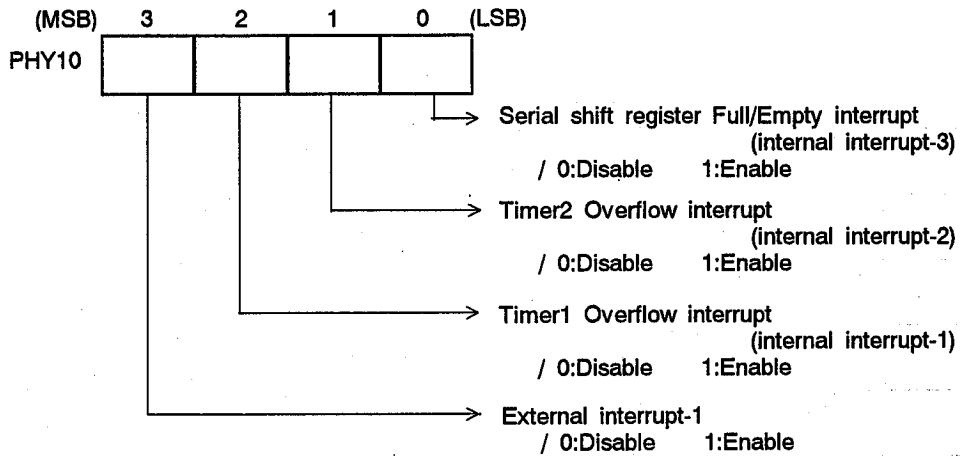 (MSB) 3 2 1 0 (LSB)
PHY10
Serial shift register Full/Empty interrupt
(internal interrupt-3)
/ 0:Disable 1:Enable
Timer2 Overflow interrupt
(internal interrupt-2)
/ 0:Disable 1:Enable
Timer1 Overflow interrupt
(internal interrupt-1)
/ 0:Disable 1:Enable
External interrupt-1
/ 0:Disable 1:Enable